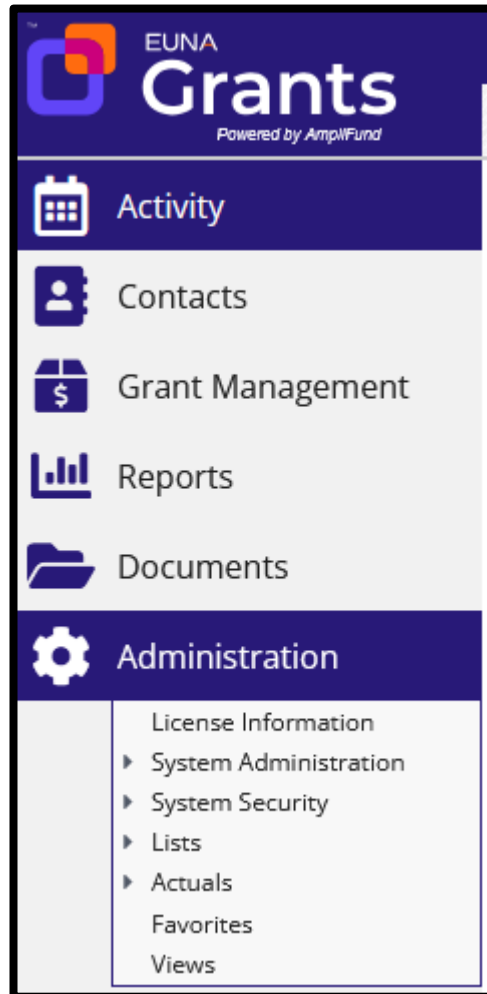 EUNA
Grants
Powered by AmpliFund
Activity
Contacts
Grant Management
Reports
Documents
Administration
License Information
System Administration
System Security
Lists
Actuals
Favorites
Views